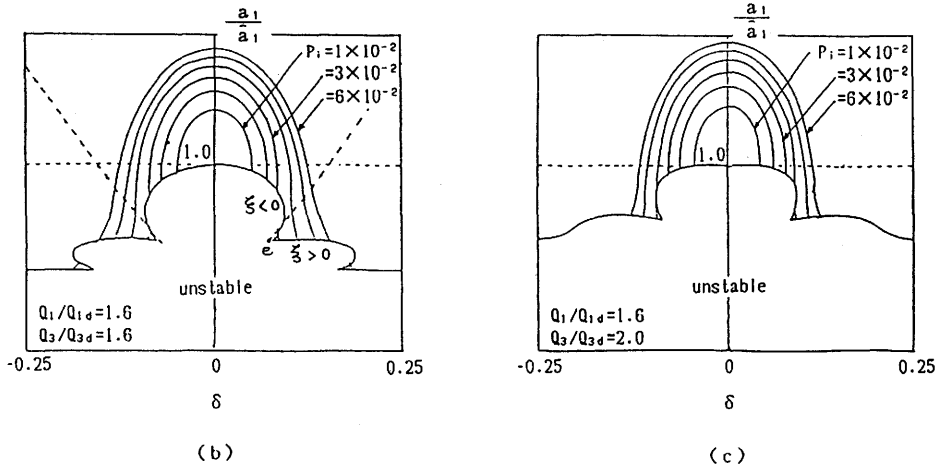 a₁
â₁
Pᵢ=1×10⁻²
=3×10⁻²
=6×10⁻²
1.0
ξ<0
e
ξ>0
unstable
Q₁/Q₁d=1.6
Q₃/Q₃d=1.6
-0.25
0
0.25
δ
(b)
a₁
â₁
Pᵢ=1×10⁻²
=3×10⁻²
=6×10⁻²
1.0
unstable
Q₁/Q₁d=1.6
Q₃/Q₃d=2.0
-0.25
0
0.25
δ
(c)